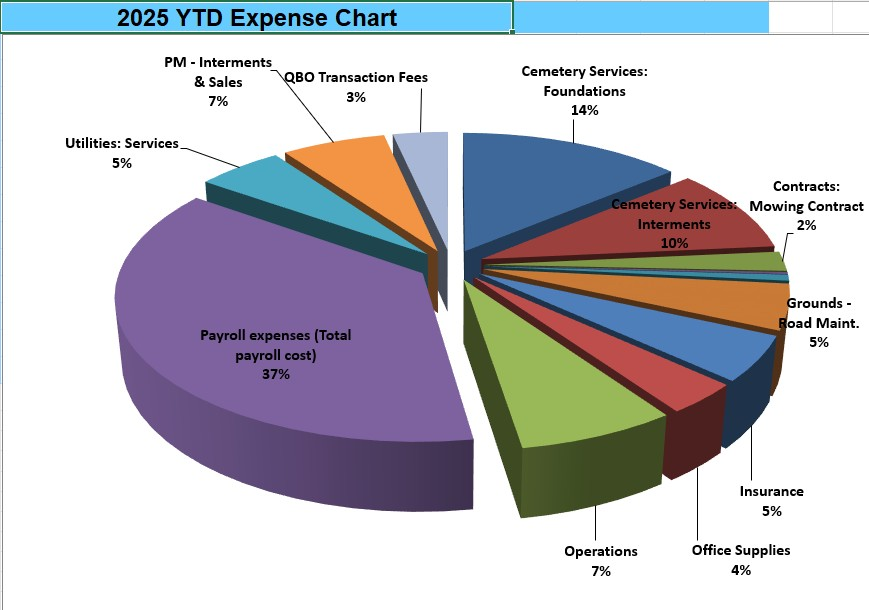 2025 YTD Expense Chart
PM - Interments
& Sales
7%
QBO Transaction Fees
3%
Cemetery Services:
Foundations
14%
Utilities: Services
5%
Cemetery Services:
Interments
10%
Contracts:
Mowing Contract
2%
Grounds -
Road Maint.
5%
Payroll expenses (Total
payroll cost)
37%
Insurance
5%
Operations
7%
Office Supplies
4%